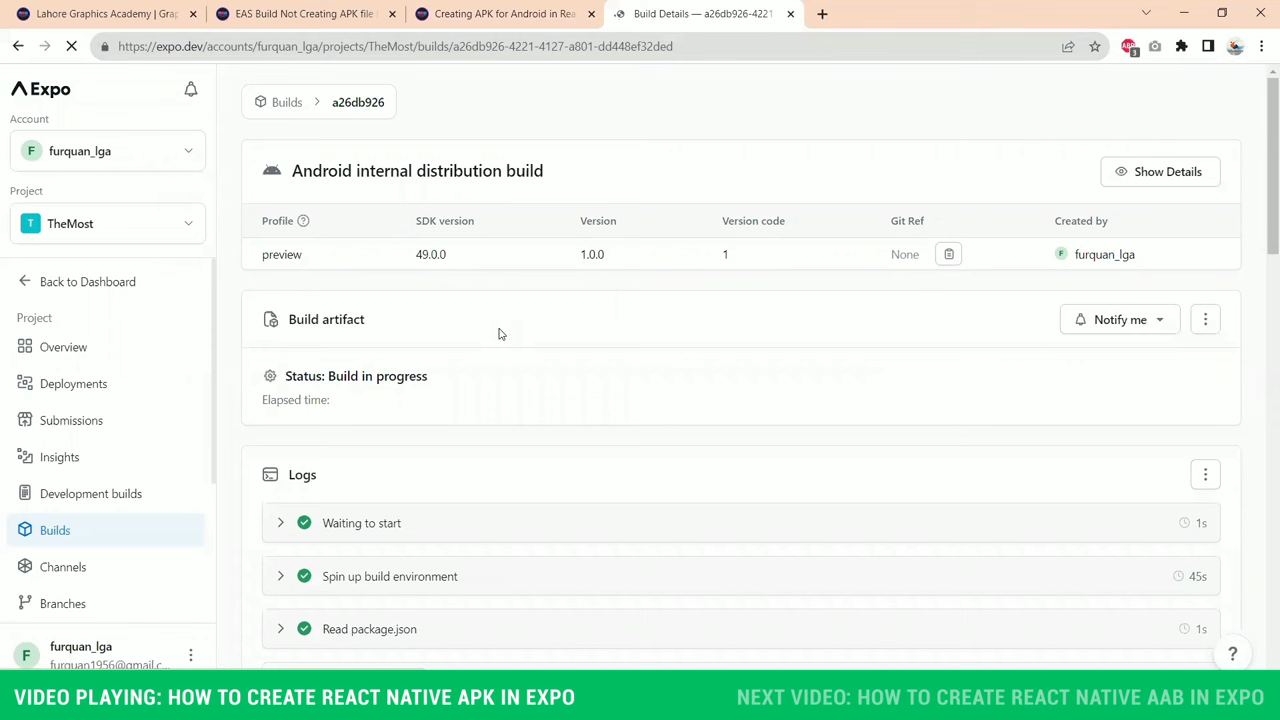 Lahore Graphics Academy | Grap
EAS Build Not Creating APK file
Creating APK for Android in Rea
Build Details — a26db926-4221
https://expo.dev/accounts/furquan_lga/projects/TheMost/builds/a26db926-4221-4127-a801-dd448ef32ded
ABP
3
Expo
Account
F furquan_lga
Project
T TheMost
Back to Dashboard
Project
Overview
Deployments
Submissions
Insights
Development builds
Builds
Channels
Branches
F furquan_lga
furquan1956@gmail.c...
Builds > a26db926
Android internal distribution build
Show Details
Profile SDK version Version Version code Git Ref Created by
preview 49.0.0 1.0.0 1 None F furquan_lga
Build artifact
Notify me
Status: Build in progress
Elapsed time:
Logs
Waiting to start 1s
Spin up build environment 45s
Read package.json 1s
?
VIDEO PLAYING: HOW TO CREATE REACT NATIVE APK IN EXPO
NEXT VIDEO: HOW TO CREATE REACT NATIVE AAB IN EXPO